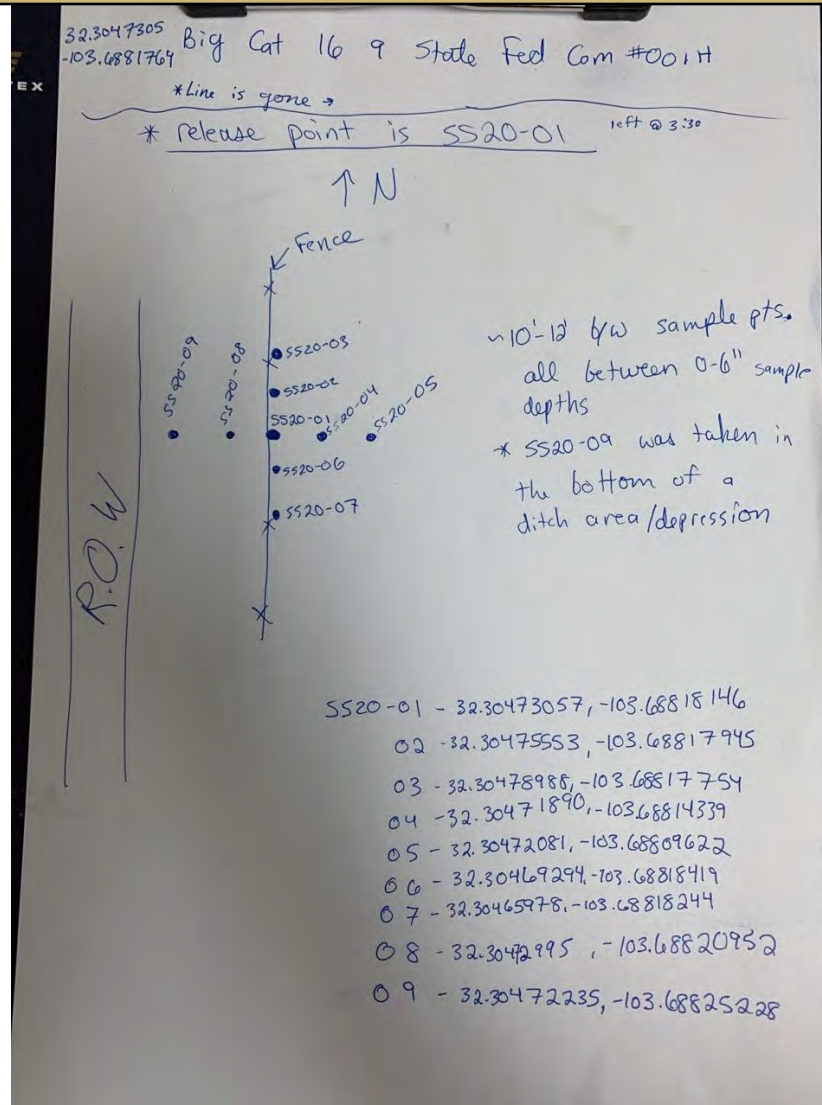 32.3047305
-103.6881764
Big Cat 16 9 State Fed Com #001H
EX
*Line is gone →
* release point is SS20-01
left @ 3:30
↑ N
Fence
SS20-09
SS20-08
SS20-03
SS20-02
SS20-01
SS20-04
SS20-05
SS20-06
SS20-07
R.O.W
~10'-12' b/w sample pts.
all between 0-6" sample
depths
* SS20-09 was taken in
the bottom of a
ditch area/depression
SS20-01 - 32.30473057, -103.68818146
02 - 32.30475553, -103.68817945
03 - 32.30478988, -103.68817754
04 - 32.30471890, -103.68814339
05 - 32.30472081, -103.68809622
06 - 32.30469294, -103.68818419
07 - 32.30465978, -103.68818244
08 - 32.30472995, -103.68820952
09 - 32.30472235, -103.68825228